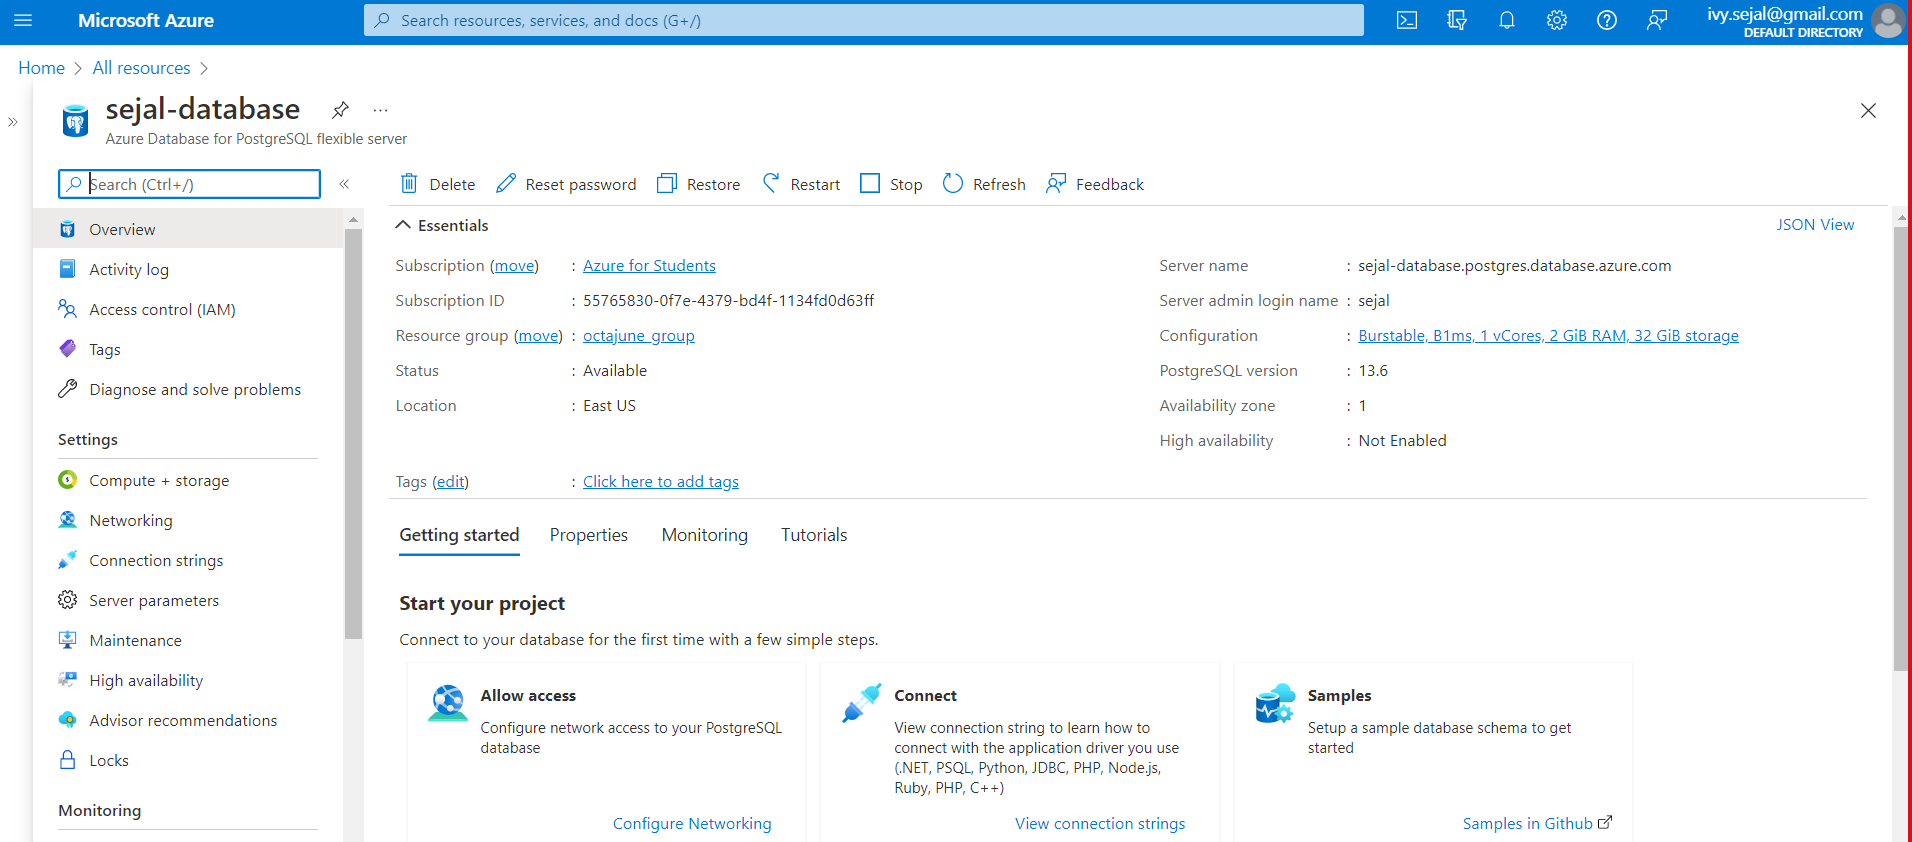 Microsoft Azure
Search resources, services, and docs (G+/)
ivy.sejal@gmail.com
DEFAULT DIRECTORY
Home > All resources >
sejal-database
Azure Database for PostgreSQL flexible server
Search (Ctrl+/)
Overview
Activity log
Access control (IAM)
Tags
Diagnose and solve problems
Settings
Compute + storage
Networking
Connection strings
Server parameters
Maintenance
High availability
Advisor recommendations
Locks
Monitoring
Delete Reset password Restore Restart Stop Refresh Feedback
Essentials
JSON View
Subscription (move) : Azure for Students
Subscription ID : 55765830-0f7e-4379-bd4f-1134fd0d63ff
Resource group (move) : octajune_group
Status : Available
Location : East US
Server name : sejal-database.postgres.database.azure.com
Server admin login name : sejal
Configuration : Burstable, B1ms, 1 vCores, 2 GiB RAM, 32 GiB storage
PostgreSQL version : 13.6
Availability zone : 1
High availability : Not Enabled
Tags (edit) : Click here to add tags
Getting started Properties Monitoring Tutorials
Start your project
Connect to your database for the first time with a few simple steps.
Allow access
Configure network access to your PostgreSQL
database
Configure Networking
Connect
View connection string to learn how to
connect with the application driver you use
(.NET, PSQL, Python, JDBC, PHP, Node.js,
Ruby, PHP, C++)
View connection strings
Samples
Setup a sample database schema to get
started
Samples in Github